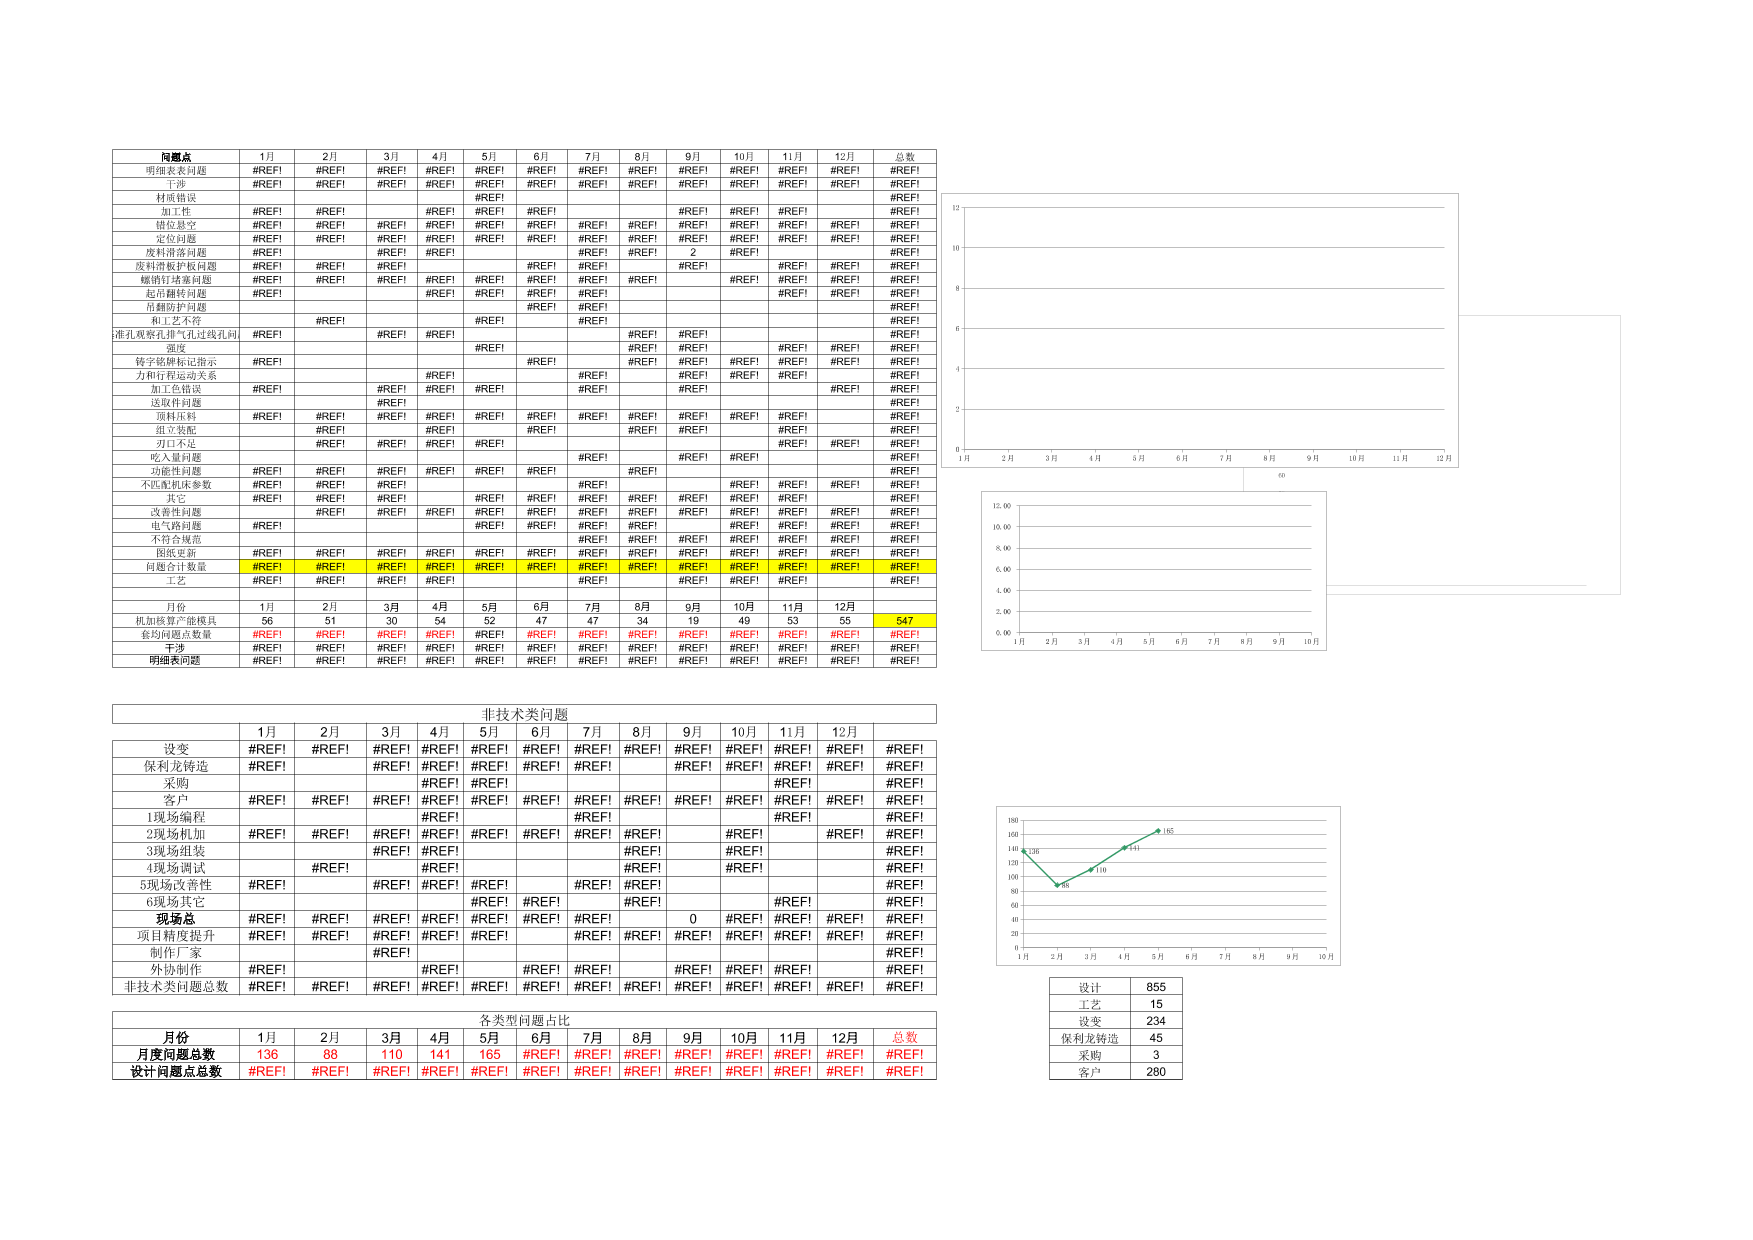 问题点 1月 2月 3月 4月 5月 6月 7月 8月 9月 10月 11月 12月 总数
明细表表问题 #REF! #REF! #REF! #REF! #REF! #REF! #REF! #REF! #REF! #REF! #REF! #REF! #REF!
干涉 #REF! #REF! #REF! #REF! #REF! #REF! #REF! #REF! #REF! #REF! #REF! #REF! #REF!
材质错误 #REF! #REF!
加工性 #REF! #REF! #REF! #REF! #REF! #REF! #REF! #REF! #REF!
错位悬空 #REF! #REF! #REF! #REF! #REF! #REF! #REF! #REF! #REF! #REF! #REF! #REF! #REF!
定位问题 #REF! #REF! #REF! #REF! #REF! #REF! #REF! #REF! #REF! #REF! #REF! #REF! #REF!
废料滑落问题 #REF! #REF! #REF! #REF! #REF! 2 #REF! #REF!
废料滑板护板问题 #REF! #REF! #REF! #REF! #REF! #REF! #REF! #REF! #REF!
螺销钉堵塞问题 #REF! #REF! #REF! #REF! #REF! #REF! #REF! #REF! #REF! #REF! #REF! #REF!
起吊翻转问题 #REF! #REF! #REF! #REF! #REF! #REF! #REF! #REF!
吊翻防护问题 #REF! #REF! #REF!
和工艺不符 #REF! #REF! #REF! #REF!
准孔观察孔排气孔过线孔问 #REF! #REF! #REF! #REF! #REF! #REF!
强度 #REF! #REF! #REF! #REF! #REF! #REF!
铸字铭牌标记指示 #REF! #REF! #REF! #REF! #REF! #REF! #REF! #REF!
力和行程运动关系 #REF! #REF! #REF! #REF! #REF! #REF!
加工色错误 #REF! #REF! #REF! #REF! #REF! #REF! #REF! #REF!
送取件问题 #REF! #REF!
顶料压料 #REF! #REF! #REF! #REF! #REF! #REF! #REF! #REF! #REF! #REF! #REF! #REF!
组立装配 #REF! #REF! #REF! #REF! #REF! #REF! #REF!
刃口不足 #REF! #REF! #REF! #REF! #REF! #REF! #REF!
吃入量问题 #REF! #REF! #REF! #REF!
功能性问题 #REF! #REF! #REF! #REF! #REF! #REF! #REF! #REF!
不匹配机床参数 #REF! #REF! #REF! #REF! #REF! #REF! #REF! #REF!
其它 #REF! #REF! #REF! #REF! #REF! #REF! #REF! #REF! #REF! #REF! #REF!
改善性问题 #REF! #REF! #REF! #REF! #REF! #REF! #REF! #REF! #REF! #REF! #REF! #REF!
电气路问题 #REF! #REF! #REF! #REF! #REF! #REF! #REF! #REF! #REF!
不符合规范 #REF! #REF! #REF! #REF! #REF! #REF! #REF!
图纸更新 #REF! #REF! #REF! #REF! #REF! #REF! #REF! #REF! #REF! #REF! #REF! #REF! #REF!
问题合计数量 #REF! #REF! #REF! #REF! #REF! #REF! #REF! #REF! #REF! #REF! #REF! #REF! #REF!
工艺 #REF! #REF! #REF! #REF! #REF! #REF! #REF! #REF! #REF!
月份 1月 2月 3月 4月 5月 6月 7月 8月 9月 10月 11月 12月
机加核算产能模具 56 51 30 54 52 47 47 34 19 49 53 55 547
套均问题点数量 #REF! #REF! #REF! #REF! #REF! #REF! #REF! #REF! #REF! #REF! #REF! #REF! #REF!
干涉 #REF! #REF! #REF! #REF! #REF! #REF! #REF! #REF! #REF! #REF! #REF! #REF! #REF!
明细表问题 #REF! #REF! #REF! #REF! #REF! #REF! #REF! #REF! #REF! #REF! #REF! #REF! #REF!
12
10
8
6
4
2
0
1月 2月 3月 4月 5月 6月 7月 8月 9月 10月 11月 12月
60
12.00
10.00
8.00
6.00
4.00
2.00
0.00
1月 2月 3月 4月 5月 6月 7月 8月 9月 10月
非技术类问题
1月 2月 3月 4月 5月 6月 7月 8月 9月 10月 11月 12月
设变 #REF! #REF! #REF! #REF! #REF! #REF! #REF! #REF! #REF! #REF! #REF! #REF! #REF!
保利龙铸造 #REF! #REF! #REF! #REF! #REF! #REF! #REF! #REF! #REF! #REF! #REF!
采购 #REF! #REF! #REF! #REF!
客户 #REF! #REF! #REF! #REF! #REF! #REF! #REF! #REF! #REF! #REF! #REF! #REF! #REF!
1现场编程 #REF! #REF! #REF! #REF!
2现场机加 #REF! #REF! #REF! #REF! #REF! #REF! #REF! #REF! #REF! #REF! #REF!
3现场组装 #REF! #REF! #REF! #REF! #REF!
4现场调试 #REF! #REF! #REF! #REF! #REF!
5现场改善性 #REF! #REF! #REF! #REF! #REF! #REF! #REF!
6现场其它 #REF! #REF! #REF! #REF! #REF!
现场总 #REF! #REF! #REF! #REF! #REF! #REF! #REF! 0 #REF! #REF! #REF! #REF!
项目精度提升 #REF! #REF! #REF! #REF! #REF! #REF! #REF! #REF! #REF! #REF! #REF! #REF!
制作厂家 #REF! #REF!
外协制作 #REF! #REF! #REF! #REF! #REF! #REF! #REF! #REF!
非技术类问题总数 #REF! #REF! #REF! #REF! #REF! #REF! #REF! #REF! #REF! #REF! #REF! #REF! #REF!
180
160
140
120
100
80
60
40
20
0
136
88
110
141
165
1月 2月 3月 4月 5月 6月 7月 8月 9月 10月
设计 855
工艺 15
设变 234
保利龙铸造 45
采购 3
客户 280
各类型问题占比
月份 1月 2月 3月 4月 5月 6月 7月 8月 9月 10月 11月 12月 总数
月度问题总数 136 88 110 141 165 #REF! #REF! #REF! #REF! #REF! #REF! #REF! #REF!
设计问题点总数 #REF! #REF! #REF! #REF! #REF! #REF! #REF! #REF! #REF! #REF! #REF! #REF! #REF!